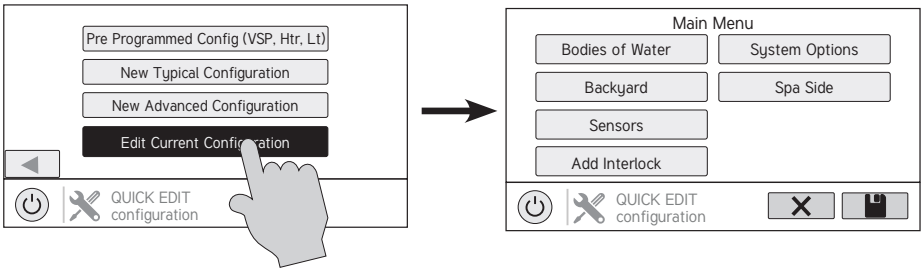 Pre Programmed Config (VSP, Htr, Lt)
New Typical Configuration
New Advanced Configuration
Edit Current Configuration
QUICK EDIT
configuration
Main Menu
Bodies of Water
System Options
Backyard
Spa Side
Sensors
Add Interlock
QUICK EDIT
configuration